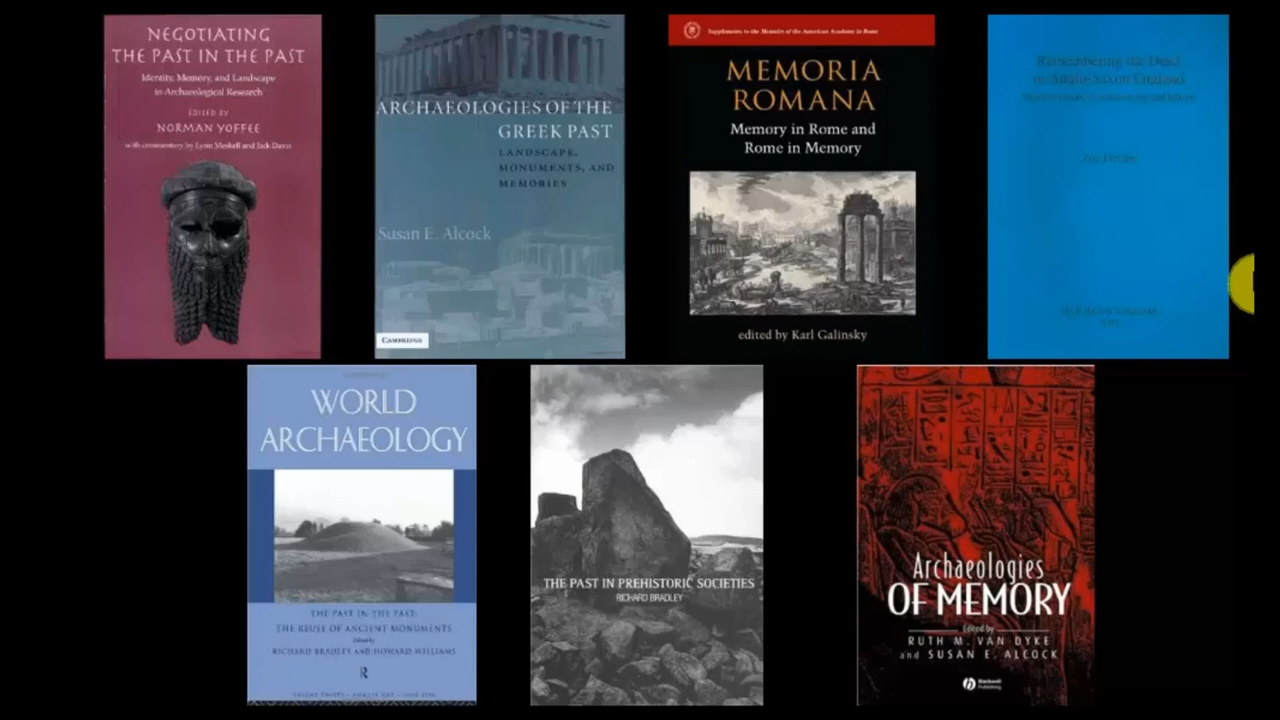 NEGOTIATING
THE PAST IN THE PAST
Identity, Memory, and Landscape
in Archaeological Research
EDITED BY
NORMAN YOFFEE
with commentary by Lynn Meskell and Jack Davis
ARCHAEOLOGIES OF THE
GREEK PAST
LANDSCAPE,
MONUMENTS, AND
MEMORIES
Susan E. Alcock
CAMBRIDGE
Supplements to the Memoirs of the American Academy in Rome
MEMORIA
ROMANA
Memory in Rome and
Rome in Memory
edited by Karl Galinsky
Remembering the Dead
in Anglo-Saxon England
WORLD
ARCHAEOLOGY
THE PAST IN THE PAST:
THE REUSE OF ANCIENT MONUMENTS
Edited by
RICHARD BRADLEY AND HOWARD WILLIAMS
R
THE PAST IN PREHISTORIC SOCIETIES
RICHARD BRADLEY
Archaeologies
OF MEMORY
Edited by
RUTH M. VAN DYKE
and SUSAN E. ALCOCK
Blackwell
Publishing